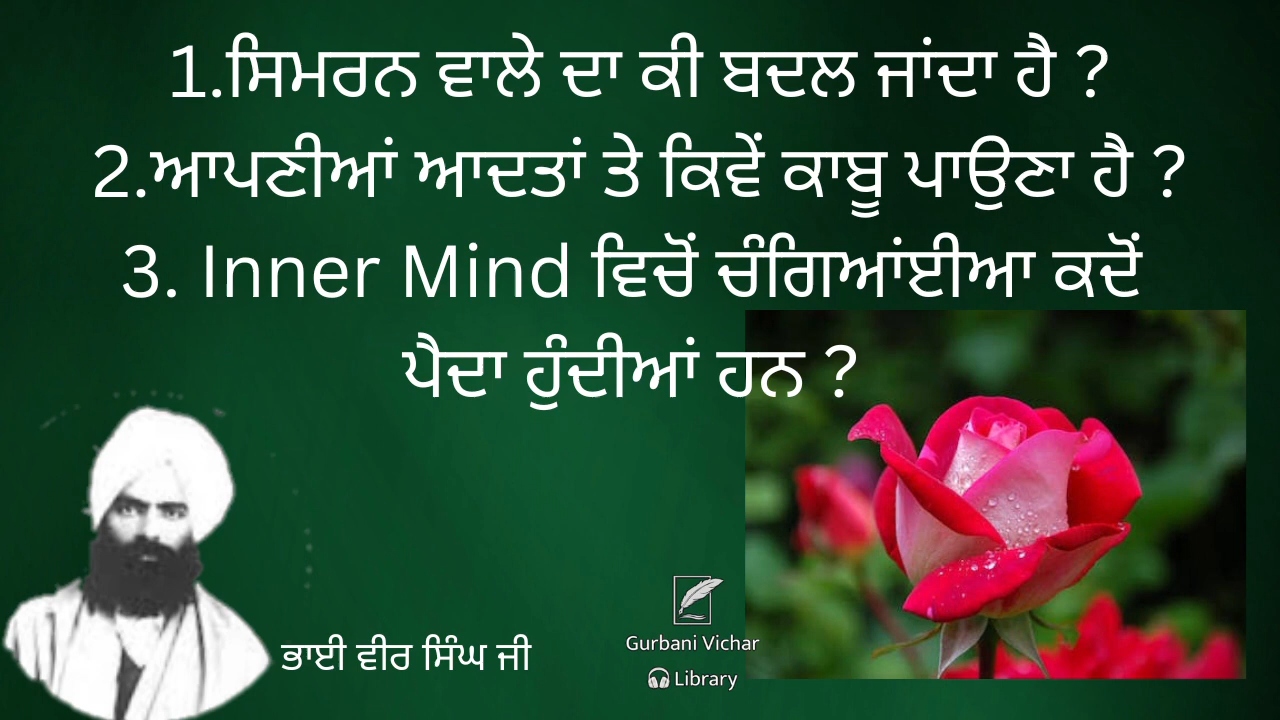 1.ਸਿਮਰਨ ਵਾਲੇ ਦਾ ਕੀ ਬਦਲ ਜਾਂਦਾ ਹੈ ?
2.ਆਪਣੀਆਂ ਆਦਤਾਂ ਤੇ ਕਿਵੇਂ ਕਾਬੂ ਪਾਉਣਾ ਹੈ ?
3. Inner Mind ਵਿਚੋਂ ਚੰਗਿਆਂਈਆ ਕਦੋਂ
ਪੈਦਾ ਹੁੰਦੀਆਂ ਹਨ ?
ਭਾਈ ਵੀਰ ਸਿੰਘ ਜੀ
Gurbani Vichar
Library